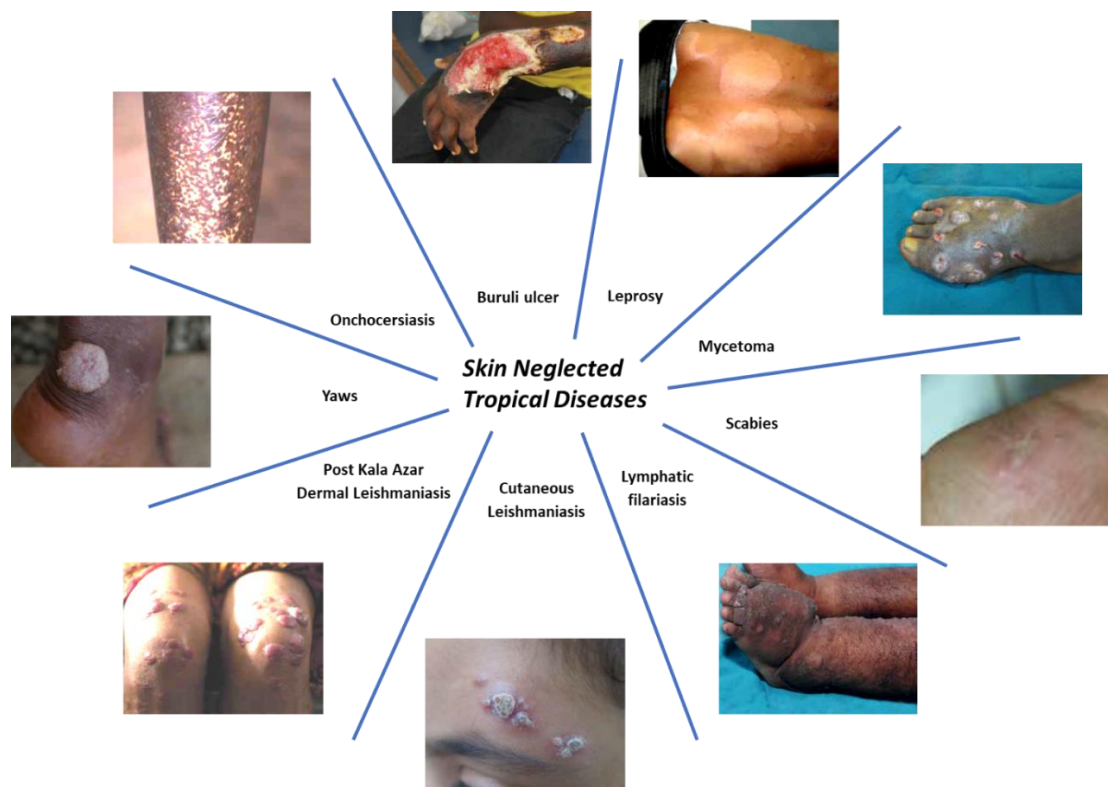 Buruli ulcer
Leprosy
Onchocersiasis
Mycetoma
Skin Neglected
Tropical Diseases
Yaws
Scabies
Post Kala Azar
Dermal Leishmaniasis
Cutaneous
Leishmaniasis
Lymphatic
filariasis